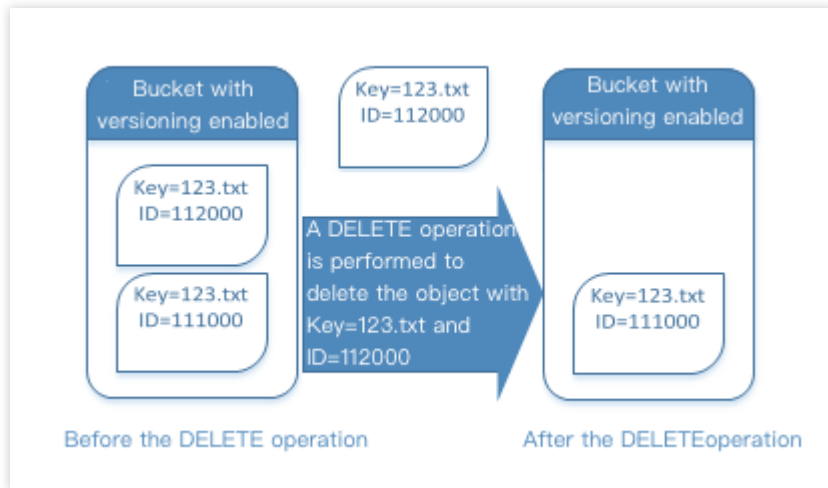 Bucket with
versioning enabled
Key=123.txt
ID=112000
Key=123.txt
ID=111000
Key=123.txt
ID=112000
A DELETE operation
is performed to
delete the object with
Key=123.txt and
ID=112000
Bucket with
versioning enabled
Key=123.txt
ID=111000
Before the DELETE operation
After the DELETEoperation